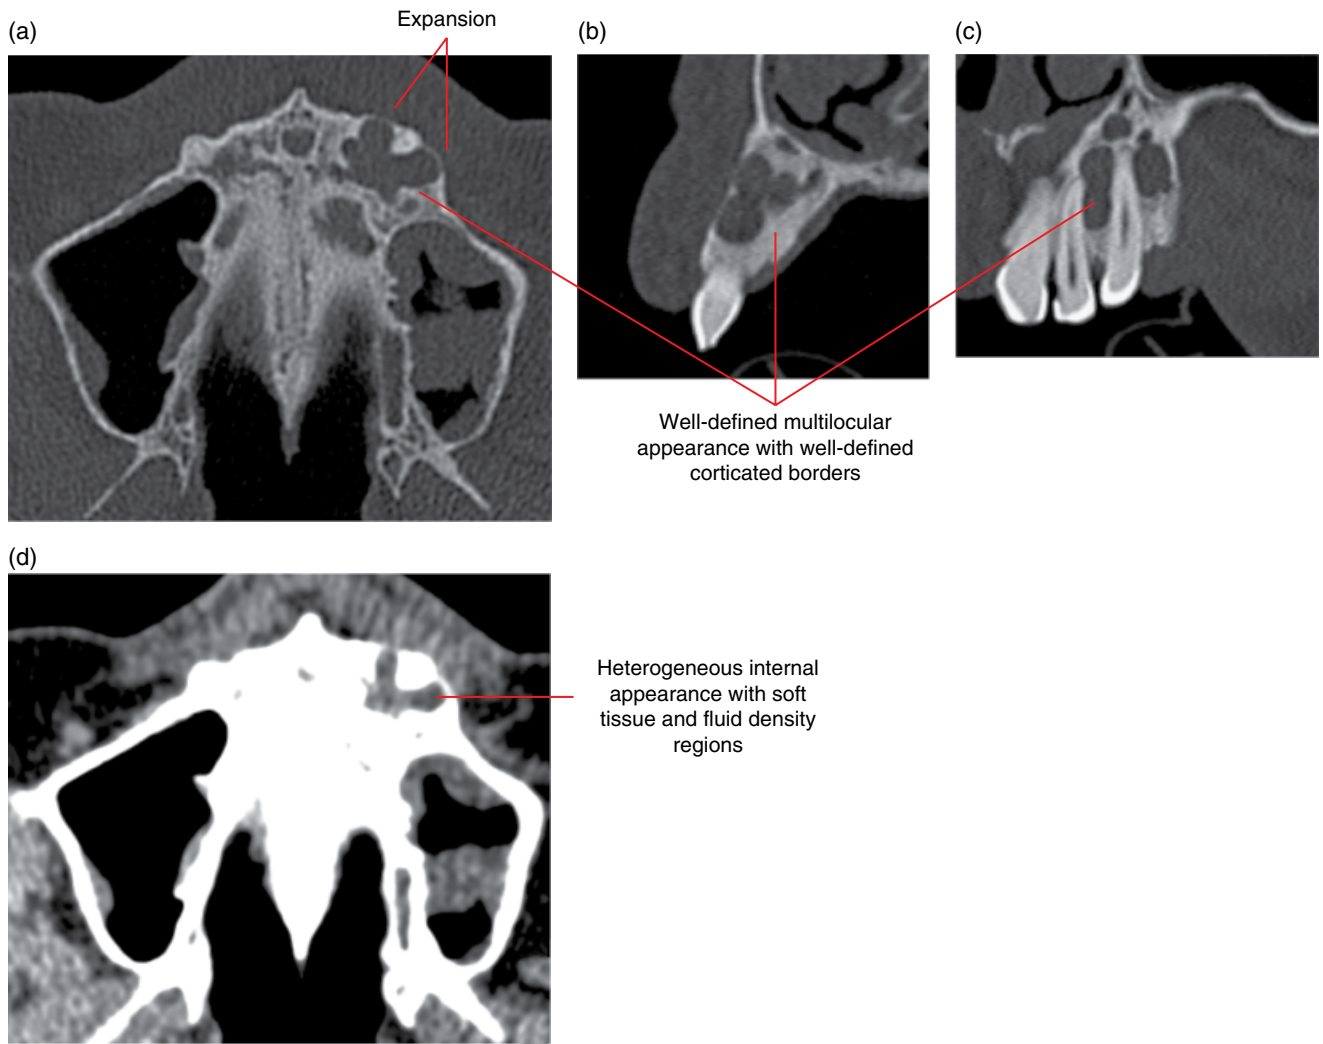 Expansion
(a)
(b)
(c)
Well-defined multilocular
appearance with well-defined
corticated borders
(d)
Heterogeneous internal
appearance with soft
tissue and fluid density
regions